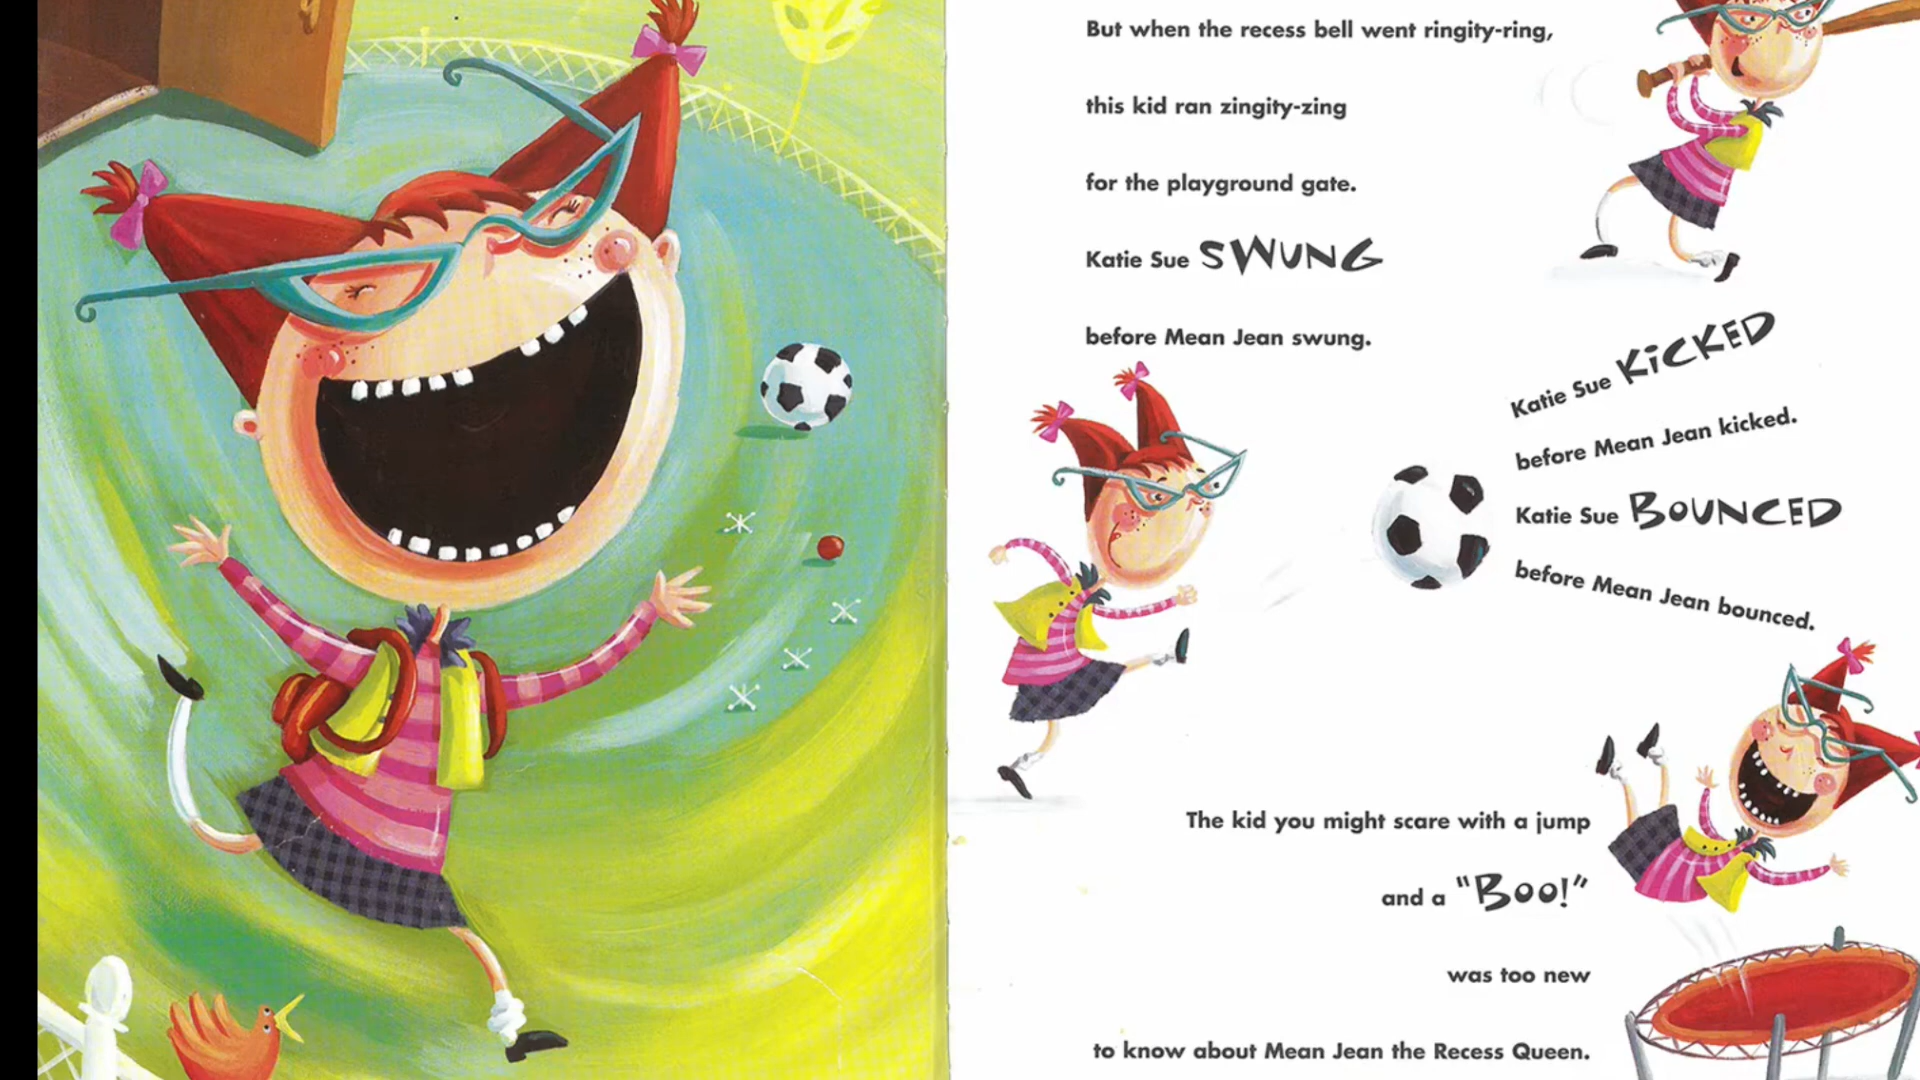 But when the recess bell went ringity-ring,
this kid ran zingity-zing
for the playground gate.
Katie Sue SWUNG
before Mean Jean swung.
Katie Sue KiCKED
before Mean Jean kicked.
Katie Sue BOUNCED
before Mean Jean bounced.
The kid you might scare with a jump
and a "Boo!"
was too new
to know about Mean Jean the Recess Queen.